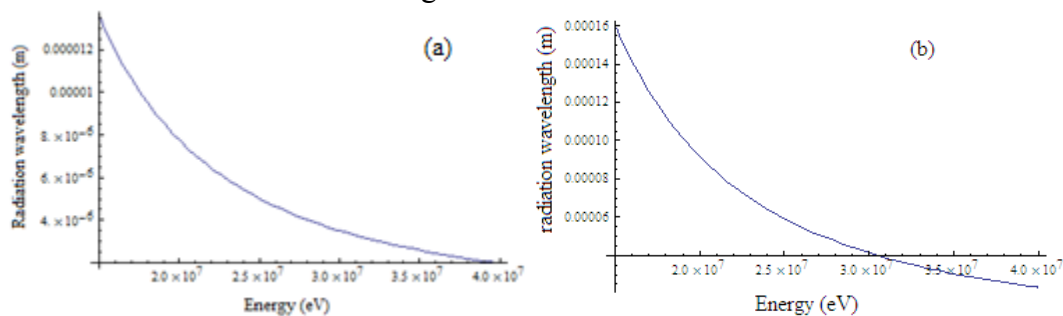 (a)
Radiation wavelength (m)
0.000012
0.00001
8. × 10⁻⁶
6. × 10⁻⁶
4. × 10⁻⁶
2.0 × 10⁷ 2.5 × 10⁷ 3.0 × 10⁷ 3.5 × 10⁷ 4.0 × 10⁷
Energy (eV)
(b)
radiation wavelength (m)
0.00016
0.00014
0.00012
0.00010
0.00008
0.00006
2.0 × 10⁷ 2.5 × 10⁷ 3.0 × 10⁷ 3.5 × 10⁷ 4.0 × 10⁷
Energy (eV)